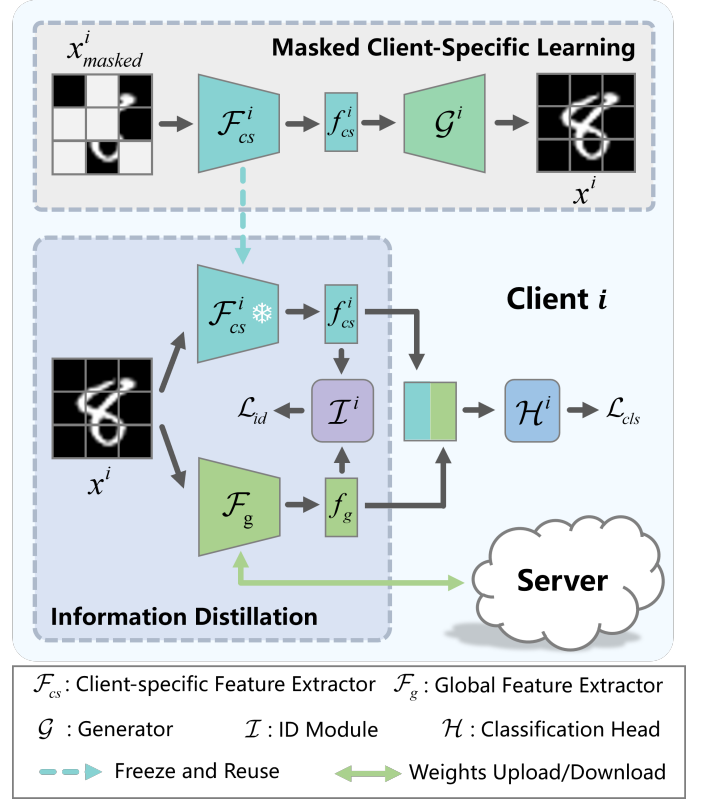 x^i_masked
Masked Client-Specific Learning
F^i_cs
f^i_cs
G^i
x^i
F^i_cs
f^i_cs
Client i
L_id
I^i
H^i
L_cls
x^i
F_g
f_g
Server
Information Distillation
F_cs : Client-specific Feature Extractor
F_g : Global Feature Extractor
G : Generator
I : ID Module
H : Classification Head
Freeze and Reuse
Weights Upload/Download